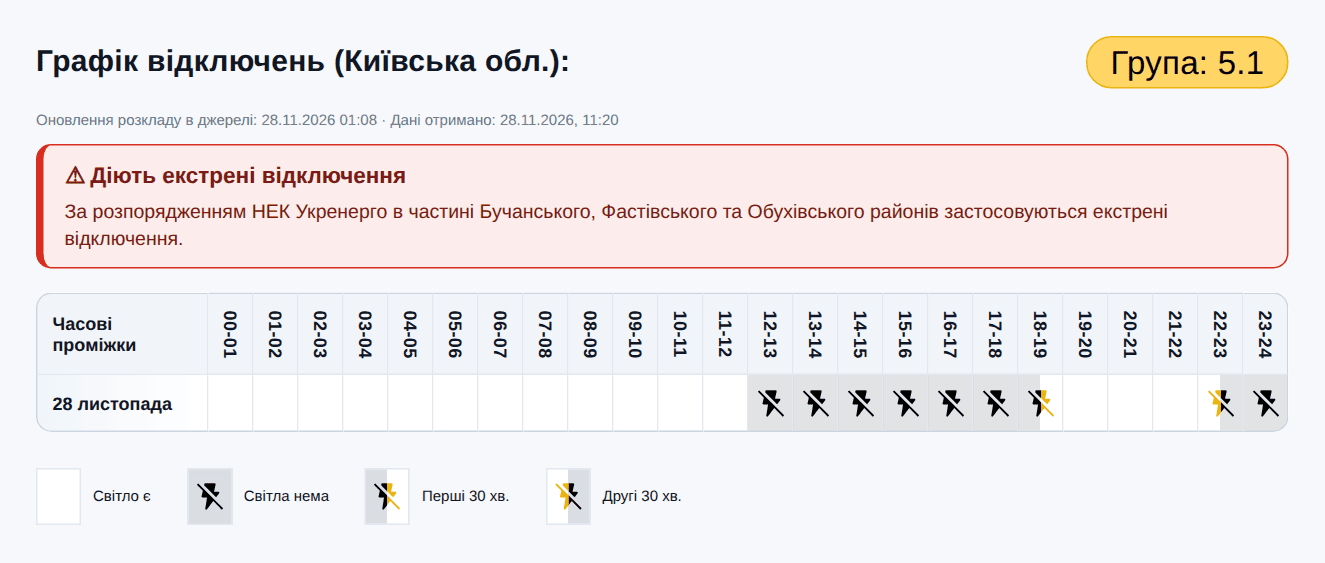 Графік відключень (Київська обл.):
Група: 5.1
Оновлення розкладу в джерелі: 28.11.2026 01:08 · Дані отримано: 28.11.2026, 11:20
⚠ Діють екстрені відключення
За розпорядженням НЕК Укренерго в частині Бучанського, Фастівського та Обухівського районів застосовуються екстрені
відключення.
Часові
проміжки
00-01
01-02
02-03
03-04
04-05
05-06
06-07
07-08
08-09
09-10
10-11
11-12
12-13
13-14
14-15
15-16
16-17
17-18
18-19
19-20
20-21
21-22
22-23
23-24
28 листопада
Світло є
Світла нема
Перші 30 хв.
Другі 30 хв.